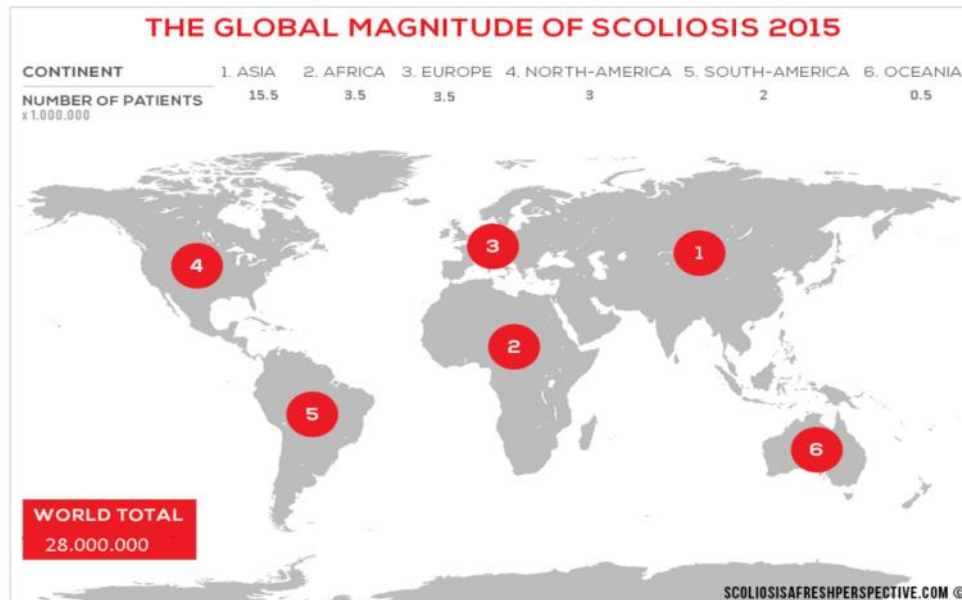 THE GLOBAL MAGNITUDE OF SCOLIOSIS 2015
CONTINENT 1. ASIA 2. AFRICA 3. EUROPE 4. NORTH-AMERICA 5. SOUTH-AMERICA 6. OCEANIA
NUMBER OF PATIENTS 15.5 3.5 3.5 3 2 0.5
x 1.000.000
3
1
4
2
5
6
WORLD TOTAL
28.000.000
SCOLIOSISAFRESHPERSPECTIVE.COM ©